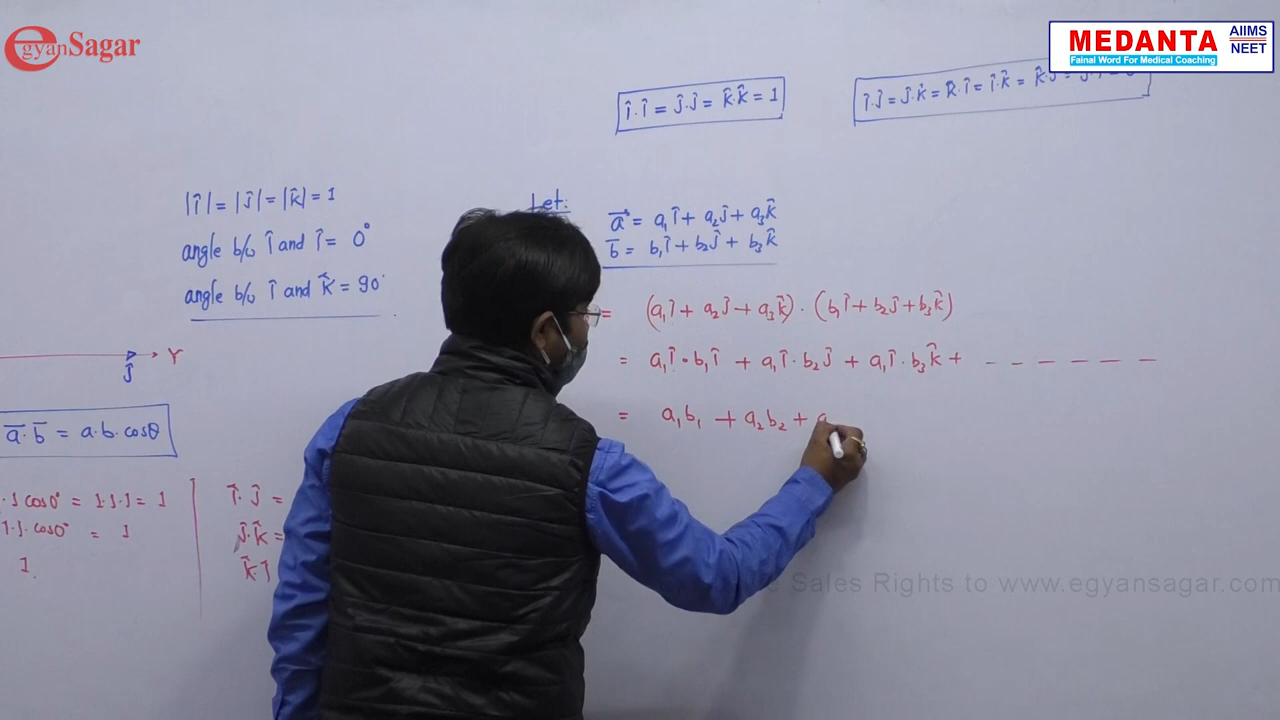 egyanSagar
MEDANTA AIIMS NEET
Fainal Word For Medical Coaching
î·î = ĵ·ĵ = k̂·k̂ = 1
î·ĵ = ĵ·k̂ = k̂·î = î·k̂ =
|î| = |ĵ| = |k̂| = 1
angle b/w î and î = 0°
angle b/w î and k̂ = 90°
Let:
a⃗ = a₁î + a₂ĵ + a₃k̂
b⃗ = b₁î + b₂ĵ + b₃k̂
= (a₁î + a₂ĵ + a₃k̂) · (b₁î + b₂ĵ + b₃k̂)
= a₁î · b₁î + a₁î · b₂ĵ + a₁î · b₃k̂ + – – – – – –
= a₁b₁ + a₂b₂ + a
Y
ĵ
a⃗·b⃗ = a·b·cosθ
·1 cos0° = 1·1·1 = 1
1·1·cos0° = 1
1.
î·ĵ =
ĵ·k̂ =
k̂·î
Sales Rights to www.egyansagar.com